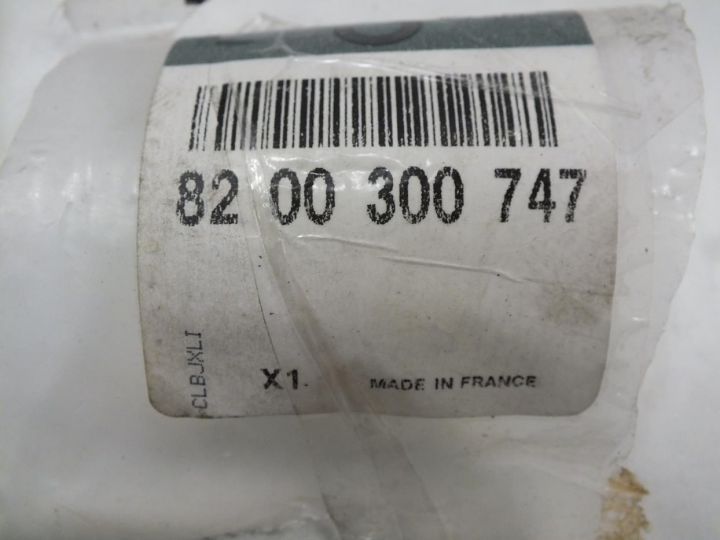 82 00 300 747
CLBJXLI
X1
MADE IN FRANCE